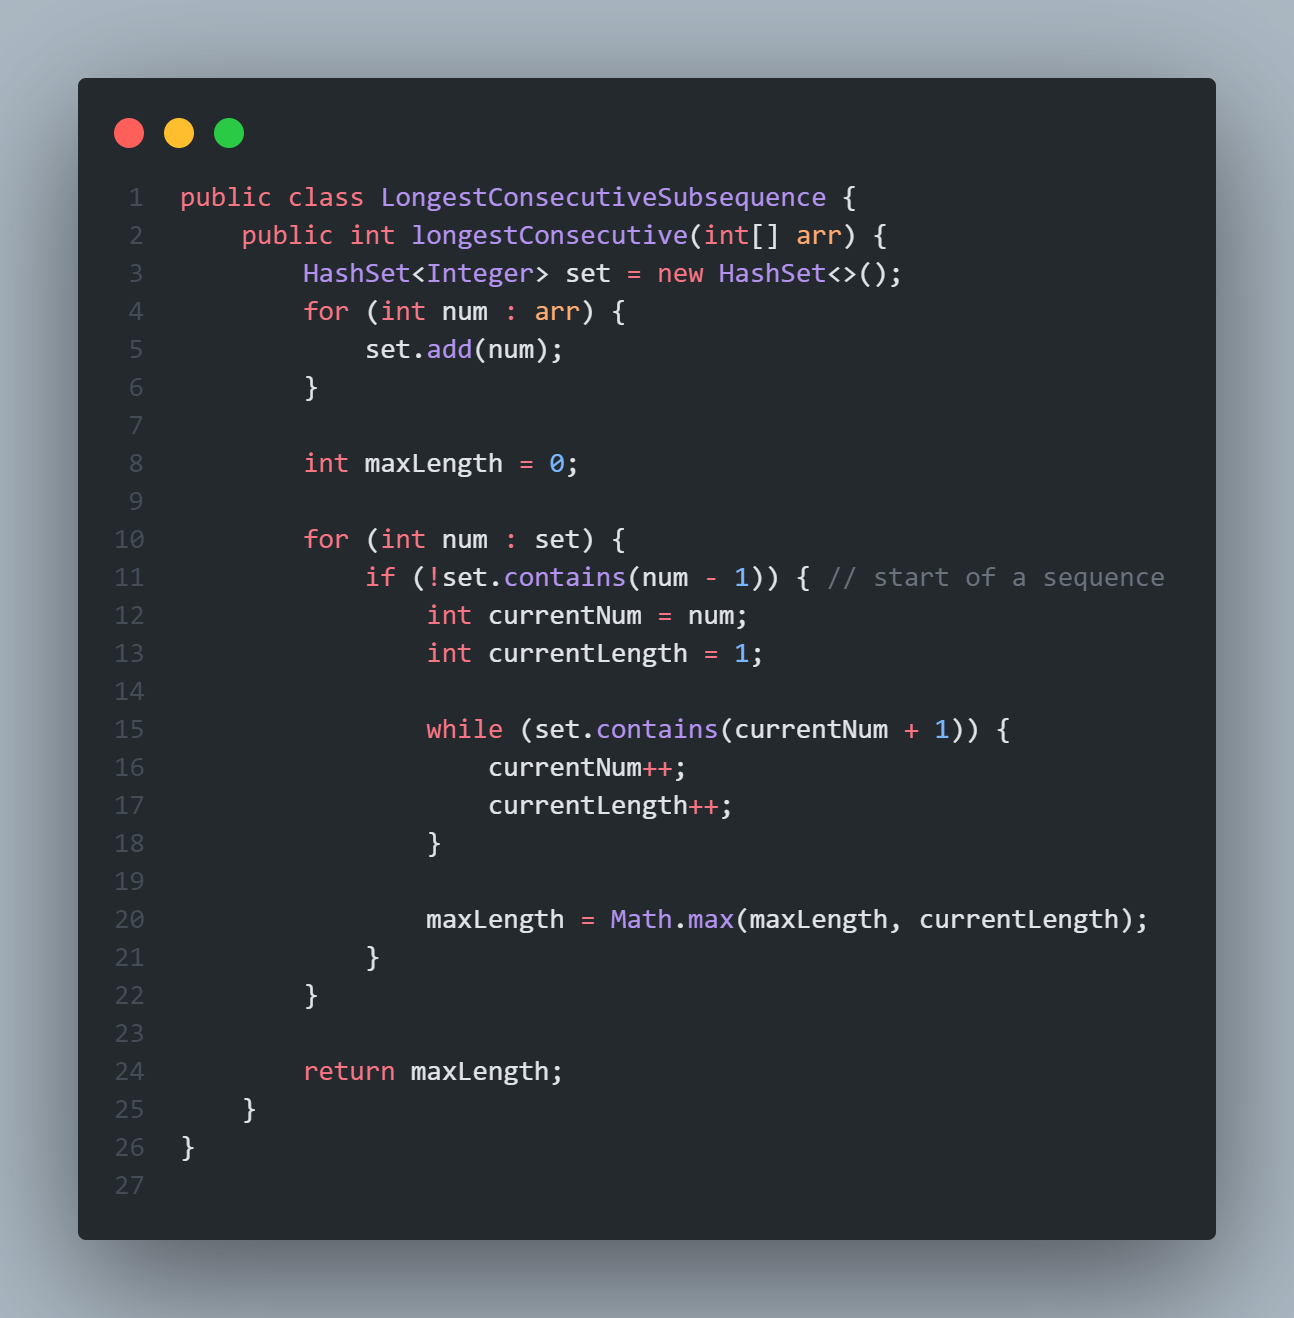 1 public class LongestConsecutiveSubsequence {
2     public int longestConsecutive(int[] arr) {
3         HashSet<Integer> set = new HashSet<>();
4         for (int num : arr) {
5             set.add(num);
6         }
7
8         int maxLength = 0;
9
10         for (int num : set) {
11             if (!set.contains(num - 1)) { // start of a sequence
12                 int currentNum = num;
13                 int currentLength = 1;
14
15                 while (set.contains(currentNum + 1)) {
16                     currentNum++;
17                     currentLength++;
18                 }
19
20                 maxLength = Math.max(maxLength, currentLength);
21             }
22         }
23
24         return maxLength;
25     }
26 }
27